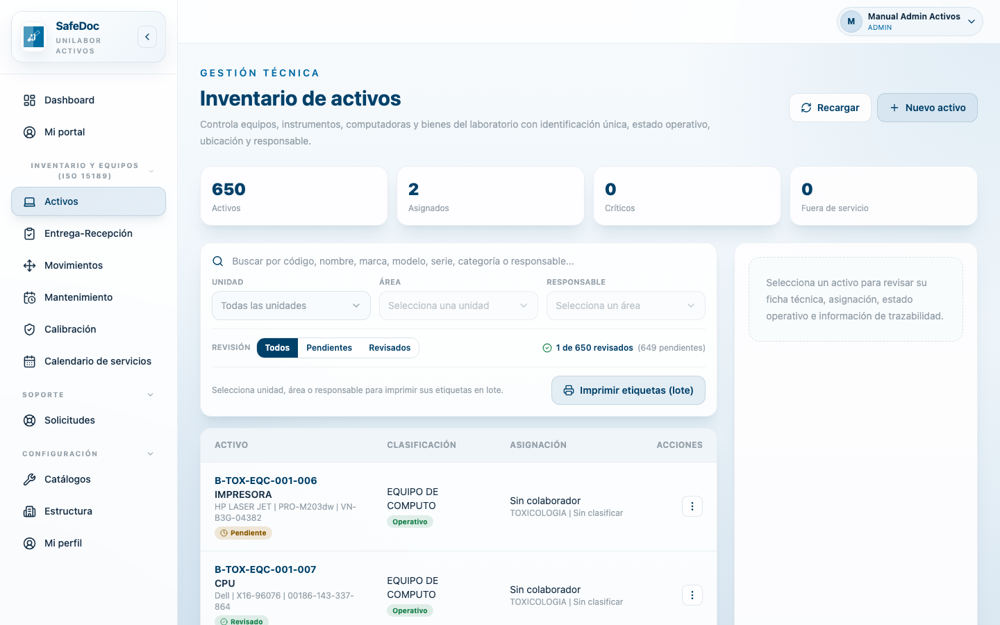 SafeDoc
UNILABOR
ACTIVOS
M
Manual Admin Activos
ADMIN
Dashboard
Mi portal
INVENTARIO Y EQUIPOS
(ISO 15189)
Activos
Entrega-Recepción
Movimientos
Mantenimiento
Calibración
Calendario de servicios
SOPORTE
Solicitudes
CONFIGURACIÓN
Catálogos
Estructura
Mi perfil
GESTIÓN TÉCNICA
Inventario de activos
Controla equipos, instrumentos, computadoras y bienes del laboratorio con identificación única, estado operativo,
ubicación y responsable.
Recargar
Nuevo activo
650
Activos
2
Asignados
0
Críticos
0
Fuera de servicio
Buscar por código, nombre, marca, modelo, serie, categoría o responsable...
UNIDAD
ÁREA
RESPONSABLE
Todas las unidades
Selecciona una unidad
Selecciona un área
REVISIÓN
Todos
Pendientes
Revisados
1 de 650 revisados (649 pendientes)
Selecciona unidad, área o responsable para imprimir sus etiquetas en lote.
Imprimir etiquetas (lote)
Selecciona un activo para revisar su
ficha técnica, asignación, estado
operativo e información de trazabilidad.
ACTIVO
CLASIFICACIÓN
ASIGNACIÓN
ACCIONES
B-TOX-EQC-001-006
IMPRESORA
HP LASER JET | PRO-M203dw | VN-
B3G-04382
Pendiente
EQUIPO DE
COMPUTO
Operativo
Sin colaborador
TOXICOLOGIA | Sin clasificar
B-TOX-EQC-001-007
CPU
Dell | X16-96076 | 00186-143-337-
864
Revisado
EQUIPO DE
COMPUTO
Operativo
Sin colaborador
TOXICOLOGIA | Sin clasificar